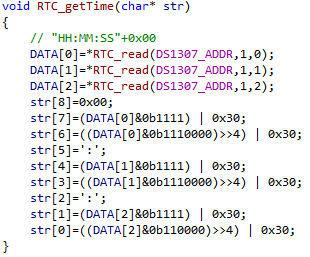 void RTC_getTime(char* str)
{
    // "HH:MM:SS"+0x00
    DATA[0]=*RTC_read(DS1307_ADDR,1,0);
    DATA[1]=*RTC_read(DS1307_ADDR,1,1);
    DATA[2]=*RTC_read(DS1307_ADDR,1,2);
    str[8]=0x00;
    str[7]=(DATA[0]&0b1111) | 0x30;
    str[6]=((DATA[0]&0b1110000)>>4) | 0x30;
    str[5]=':';
    str[4]=(DATA[1]&0b1111) | 0x30;
    str[3]=((DATA[1]&0b1110000)>>4) | 0x30;
    str[2]=':';
    str[1]=(DATA[2]&0b1111) | 0x30;
    str[0]=((DATA[2]&0b110000)>>4) | 0x30;
}